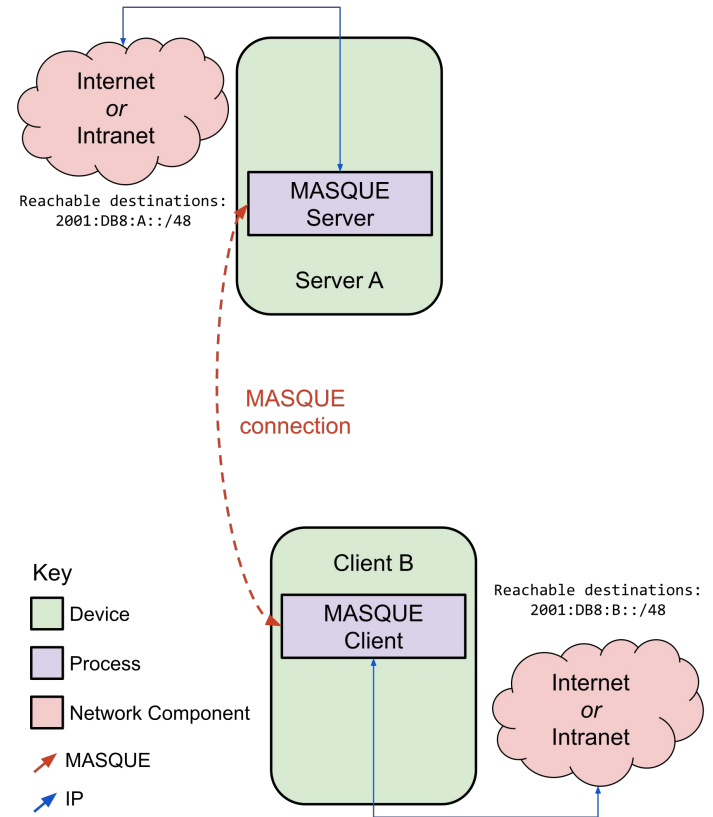 Internet
or
Intranet
Reachable destinations:
2001:DB8:A::/48
MASQUE
Server
Server A
MASQUE
connection
Client B
MASQUE
Client
Reachable destinations:
2001:DB8:B::/48
Internet
or
Intranet
Key
Device
Process
Network Component
MASQUE
IP